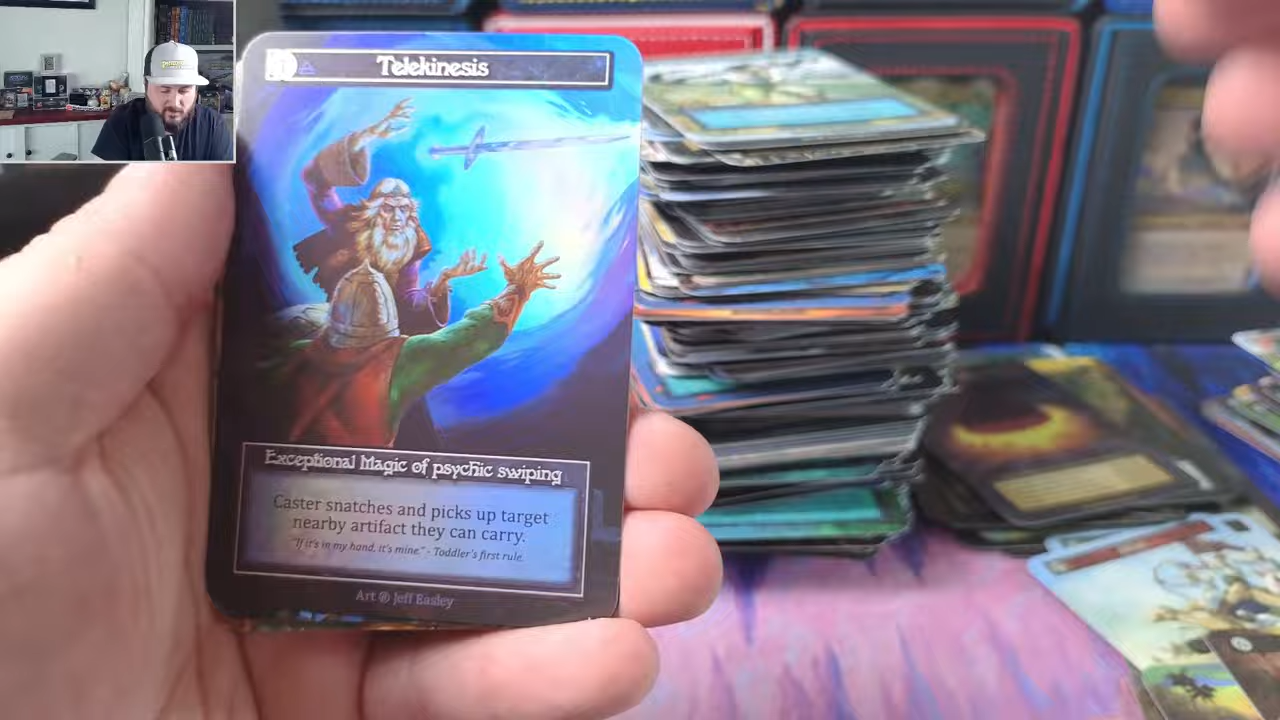 Telekinesis
Exceptional Magic of psychic swiping
Caster snatches and picks up target
nearby artifact they can carry.
"If it's in my hand, it's mine." - Toddler's first rule.
Art @ Jeff Easley